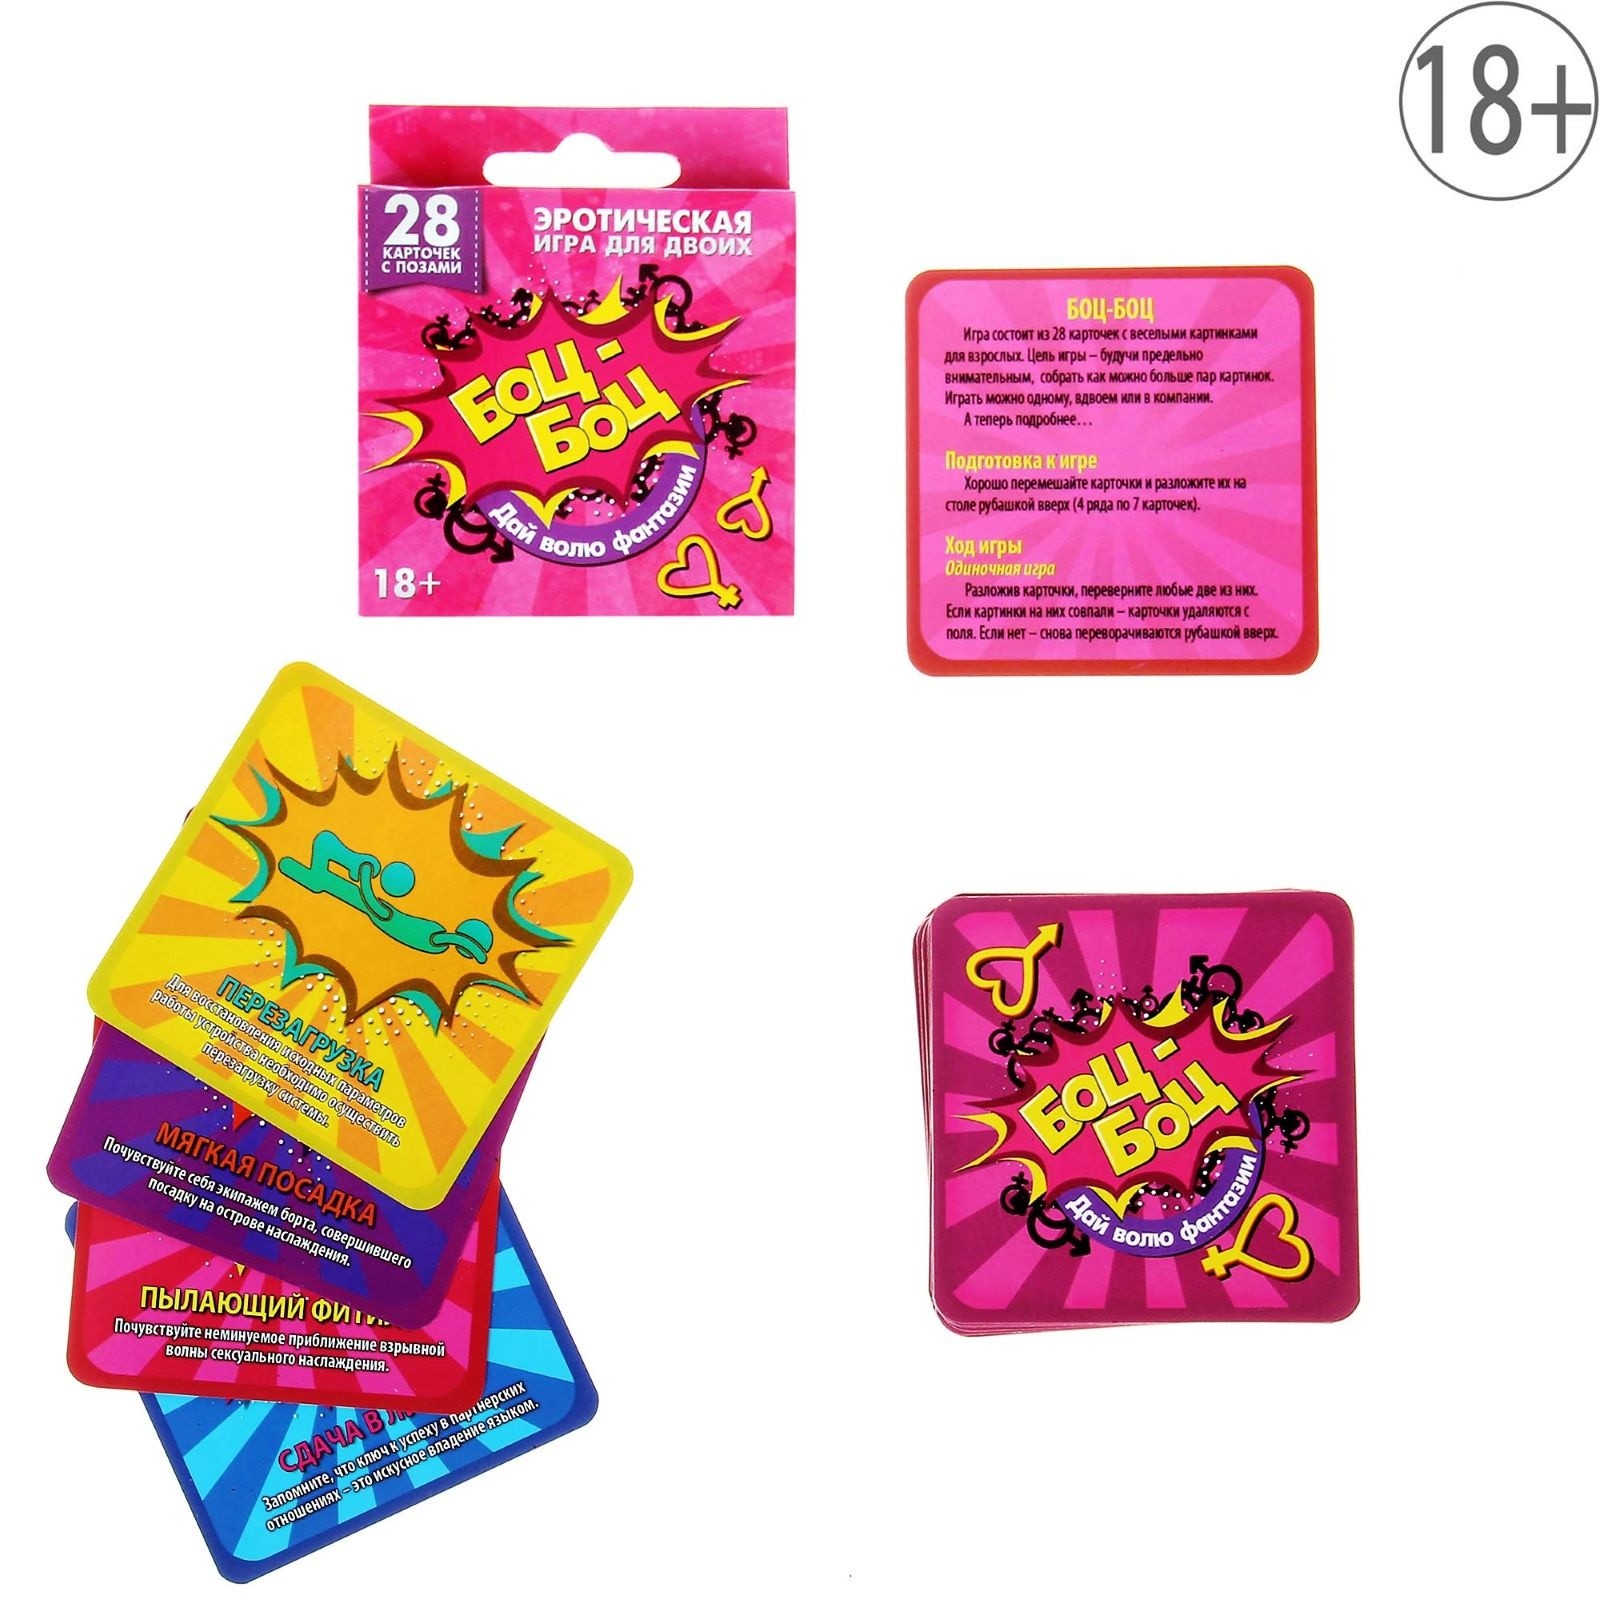 18+
28
КАРТОЧЕК
С ПОЗАМИ
ЭРОТИЧЕСКАЯ
ИГРА ДЛЯ ДВОИХ
БОЦ-
БОЦ
Дай волю фантазии
18+
БОЦ-БОЦ
Игра состоит из 28 карточек с веселыми картинками
для взрослых. Цель игры – будучи предельно
внимательным, собрать как можно больше пар картинок.
Играть можно одному, вдвоем или в компании.
А теперь подробнее…
Подготовка к игре
Хорошо перемешайте карточки и разложите их на
столе рубашкой вверх (4 ряда по 7 карточек).
Ход игры
Одиночная игра
Разложив карточки, переверните любые две из них.
Если картинки на них совпали – карточки удаляются с
поля. Если нет – снова переворачиваются рубашкой вверх.
ПЕРЕЗАГРУЗКА
Для восстановления исходных параметров
работы устройства необходимо осуществить
перезагрузку системы.
МЯГКАЯ ПОСАДКА
Почувствуйте себя экипажем борта, совершившего
посадку на острове наслаждения.
ПЫЛАЮЩИЙ
Почувствуйте неминуемое приближение взрывной
волны сексуального наслаждения.
СДАЧА В
Запомните, что ключ к успеху в партнерских
отношениях – это искусное владение языком.
БОЦ-
БОЦ
Дай волю фантазии